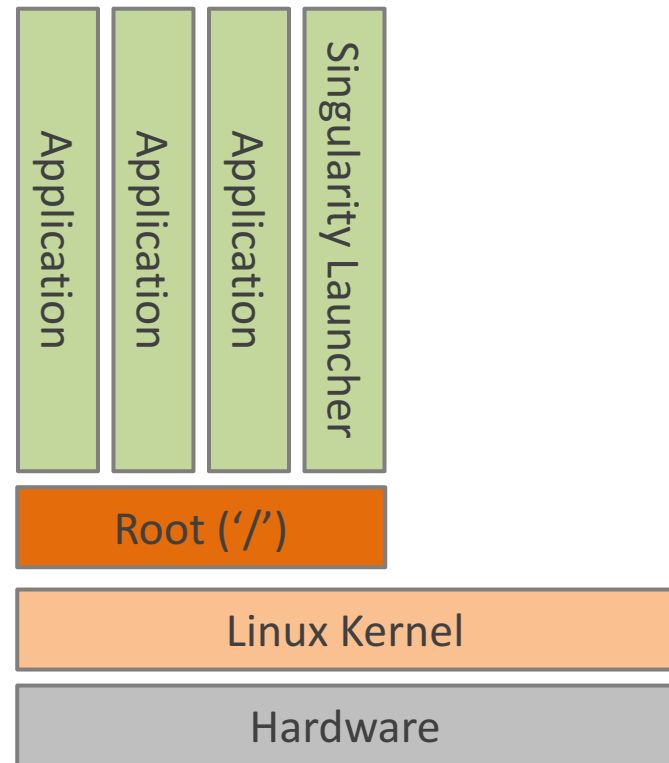 Application
Application
Application
Singularity Launcher
Root (‘/’)
Linux Kernel
Hardware